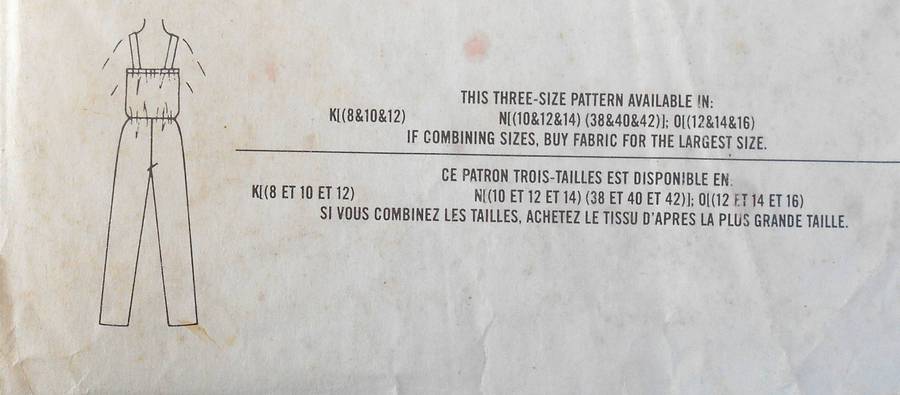 THIS THREE-SIZE PATTERN AVAILABLE IN:
K[(8&10&12) N[(10&12&14) (38&40&42)]; O[(12&14&16)
IF COMBINING SIZES, BUY FABRIC FOR THE LARGEST SIZE.
CE PATRON TROIS-TAILLES EST DISPONIBLE EN.
K[(8 ET 10 ET 12) N[(10 ET 12 ET 14) (38 ET 40 ET 42)]; O[(12 ET 14 ET 16)
SI VOUS COMBINEZ LES TAILLES, ACHETEZ LE TISSU D'APRES LA PLUS GRANDE TAILLE.